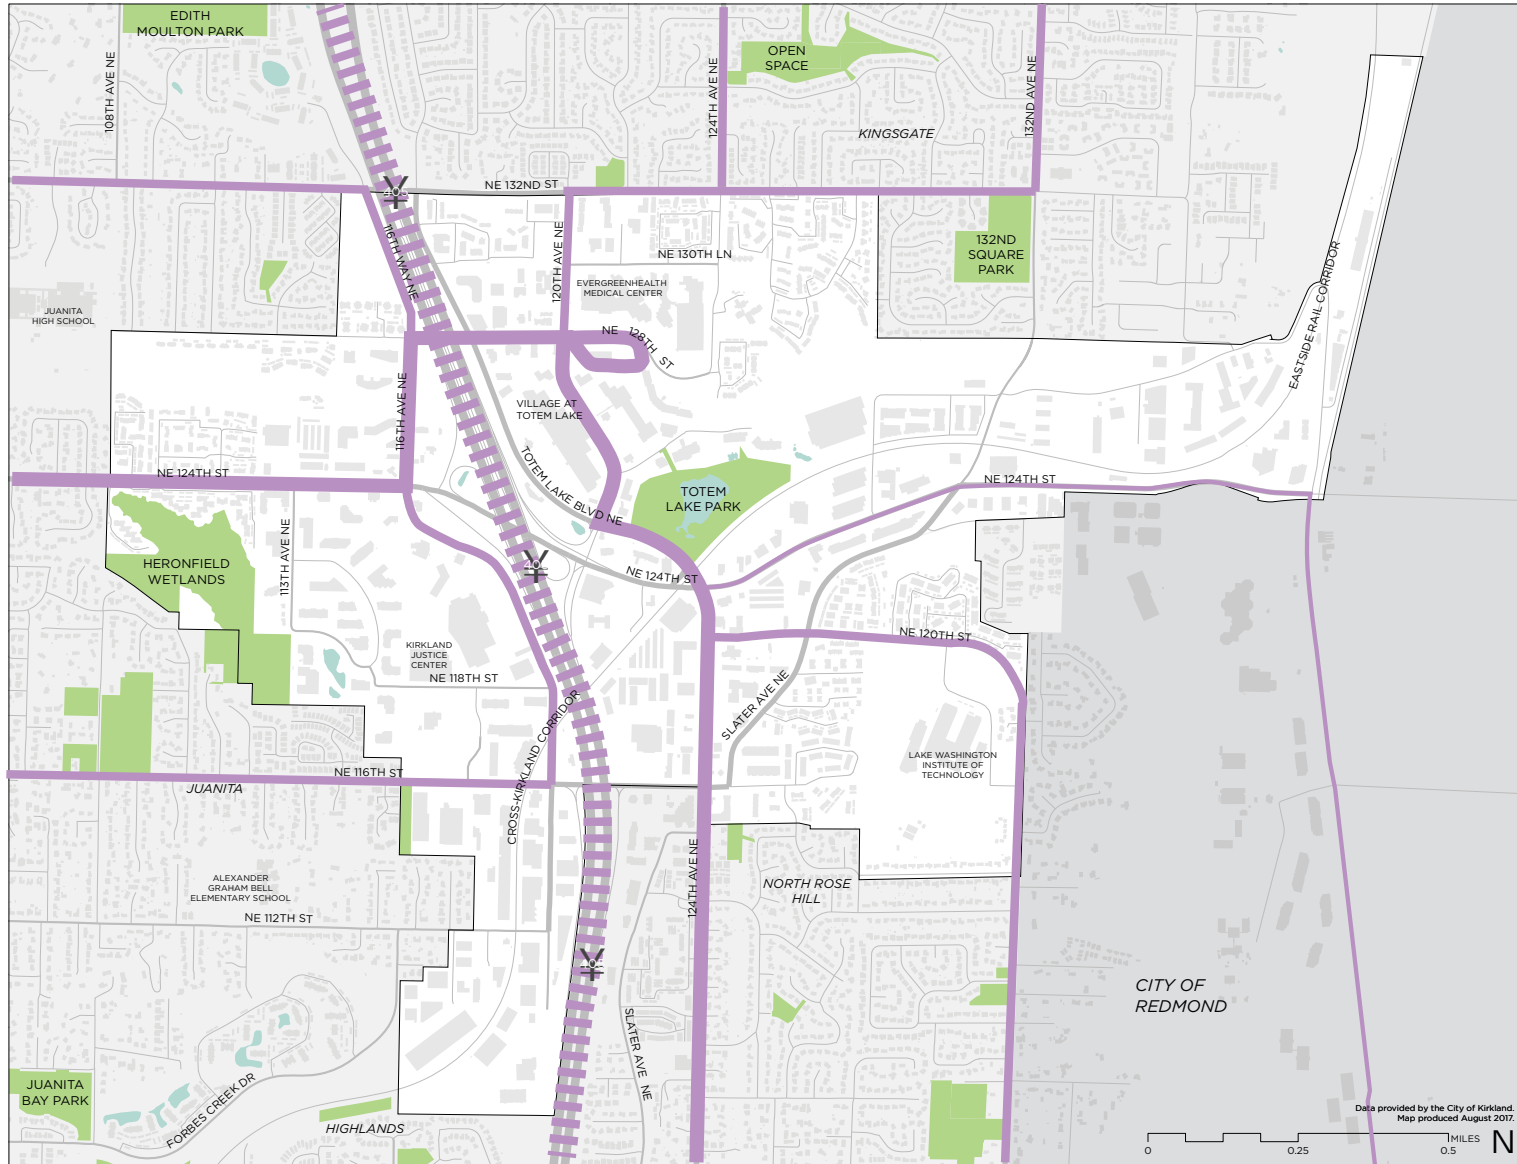 EDITH
MOULTON PARK
108TH AVE NE
124TH AVE NE
OPEN
SPACE
132ND AVE NE
KINGSGATE
NE 132ND ST
116TH WAY NE
120TH AVE NE
NE 130TH LN
132ND
SQUARE
PARK
EVERGREENHEALTH
MEDICAL CENTER
JUANITA
HIGH SCHOOL
EASTSIDE RAIL CORRIDOR
NE 128TH ST
116TH AVE NE
VILLAGE AT
TOTEM LAKE
NE 124TH ST
TOTEM LAKE BLVD NE
TOTEM
LAKE PARK
NE 124TH ST
113TH AVE NE
HERONFIELD
WETLANDS
NE 124TH ST
NE 120TH ST
KIRKLAND
JUSTICE
CENTER
NE 118TH ST
SLATER AVE NE
CROSS-KIRKLAND CORRIDOR
LAKE WASHINGTON
INSTITUTE OF
TECHNOLOGY
NE 116TH ST
JUANITA
124TH AVE NE
ALEXANDER
GRAHAM BELL
ELEMENTARY SCHOOL
NORTH ROSE
HILL
NE 112TH ST
CITY OF
REDMOND
SLATER AVE NE
JUANITA
BAY PARK
FORBES CREEK DR
HIGHLANDS
Data provided by the City of Kirkland.
Map produced August 2017.
0 0.25 0.5 MILES
N